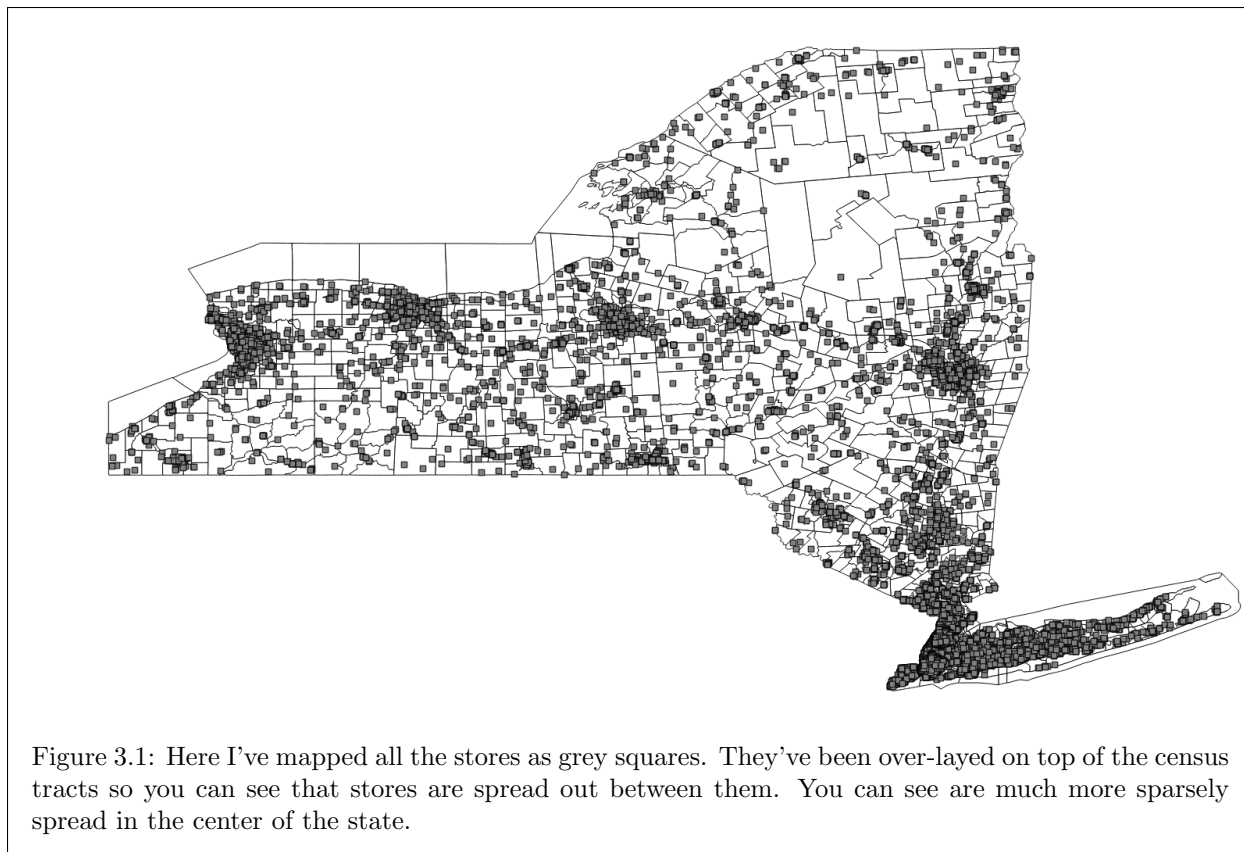 Figure 3.1: Here I've mapped all the stores as grey squares. They've been over-layed on top of the census
tracts so you can see that stores are spread out between them. You can see are much more sparsely
spread in the center of the state.